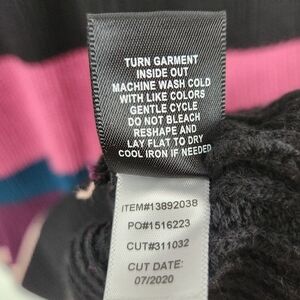 TURN GARMENT
INSIDE OUT
MACHINE WASH COLD
WITH LIKE COLORS
GENTLE CYCLE
DO NOT BLEACH
RESHAPE AND
LAY FLAT TO DRY
COOL IRON IF NEEDED
ITEM#13892038
PO#1516223
CUT#311032
CUT DATE:
07/2020